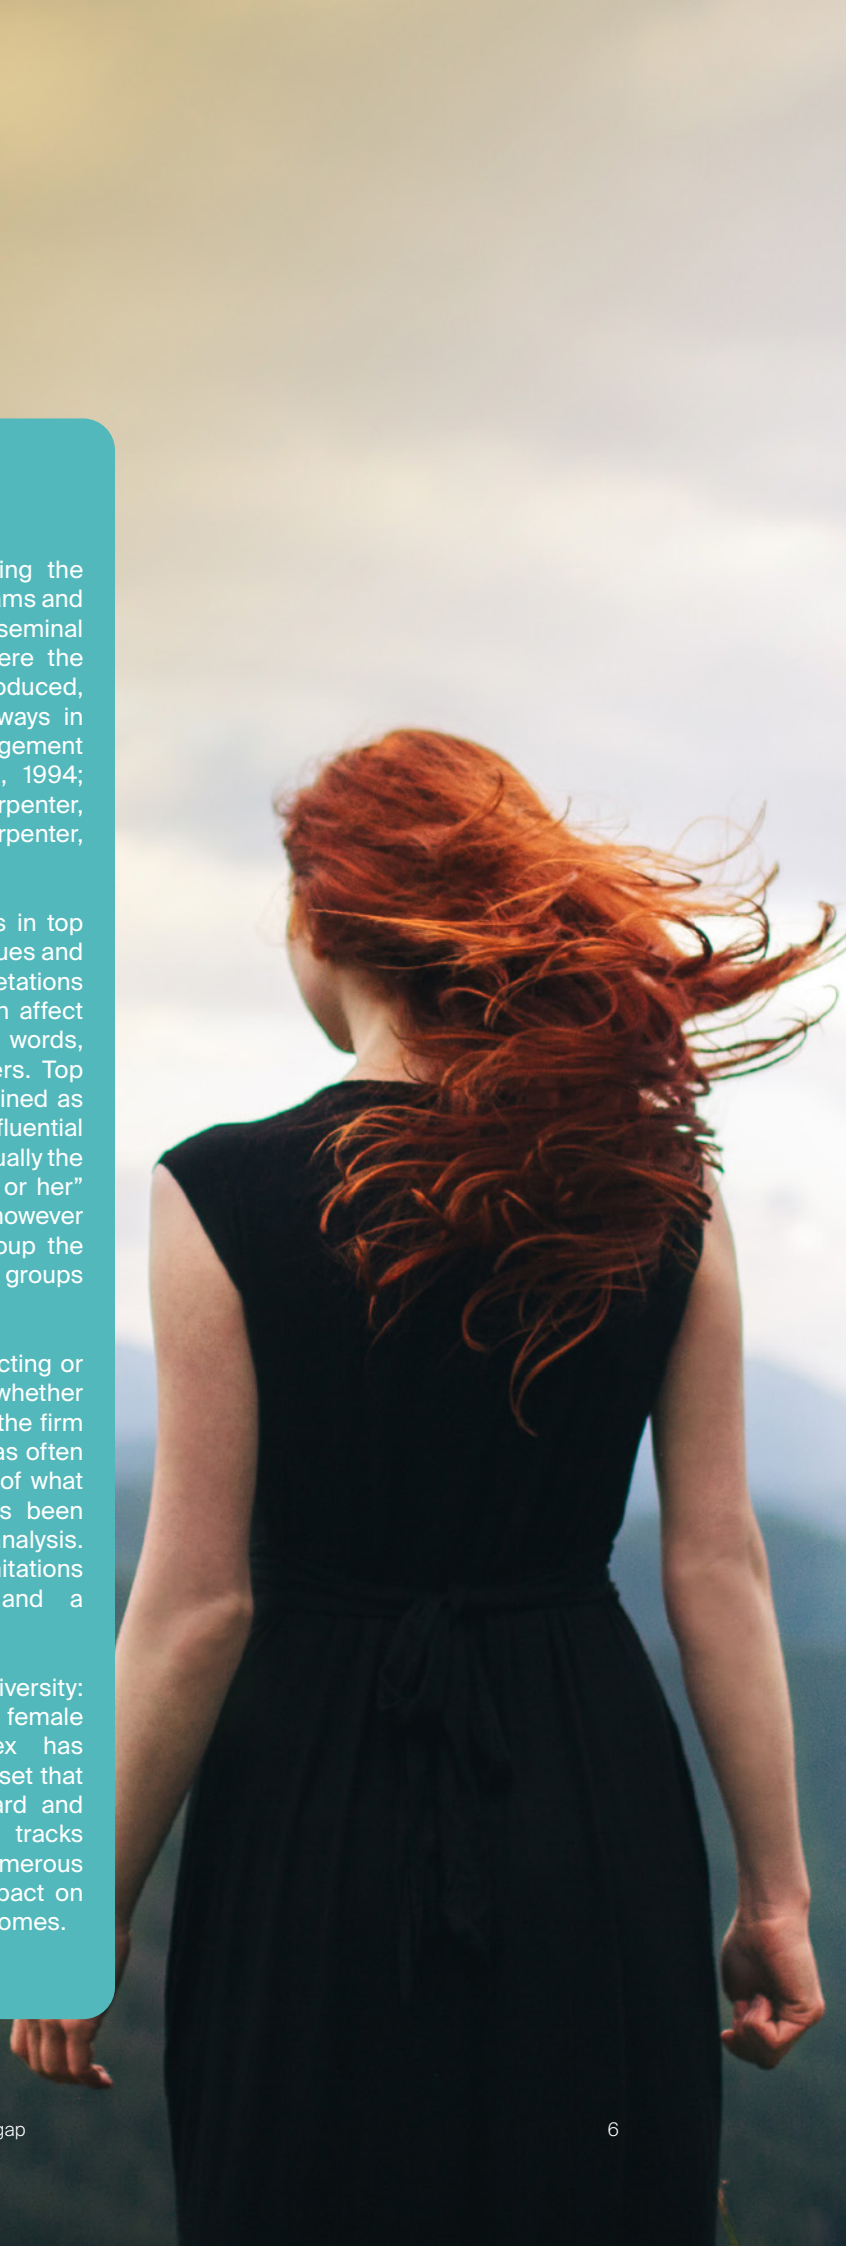 ing the
ams and
seminal
ere the
oduced,
ways in
gement
, 1994;
rpenter,
rpenter,
s in top
ues and
etations
n affect
words,
ers. Top
ined as
fluential
ually the
or her”
however
oup the
groups
cting or
whether
the firm
as often
of what
s been
nalysis.
itations
and a
iversity:
female
ex has
set that
ard and
tracks
merous
pact on
omes.
gap
6